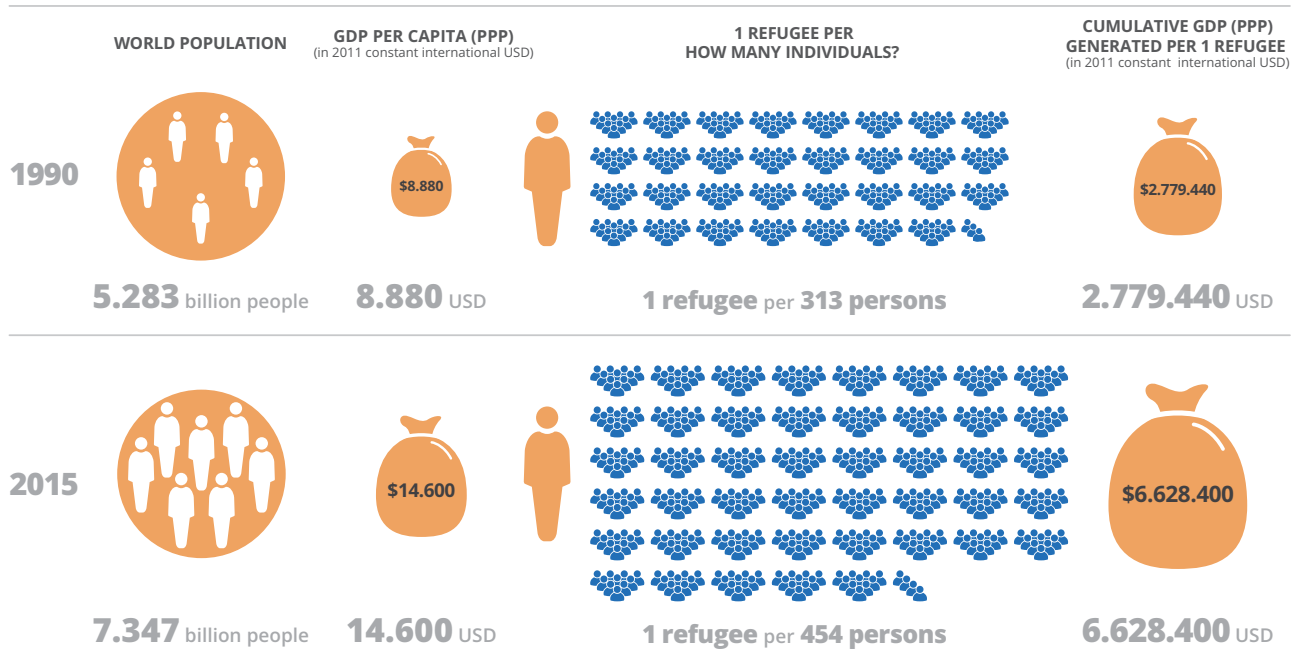 WORLD POPULATION
GDP PER CAPITA (PPP)
(in 2011 constant international USD)
1 REFUGEE PER
HOW MANY INDIVIDUALS?
CUMULATIVE GDP (PPP)
GENERATED PER 1 REFUGEE
(in 2011 constant international USD)
1990
$8.880
$2.779.440
5.283 billion people
8.880 USD
1 refugee per 313 persons
2.779.440 USD
2015
$14.600
$6.628.400
7.347 billion people
14.600 USD
1 refugee per 454 persons
6.628.400 USD